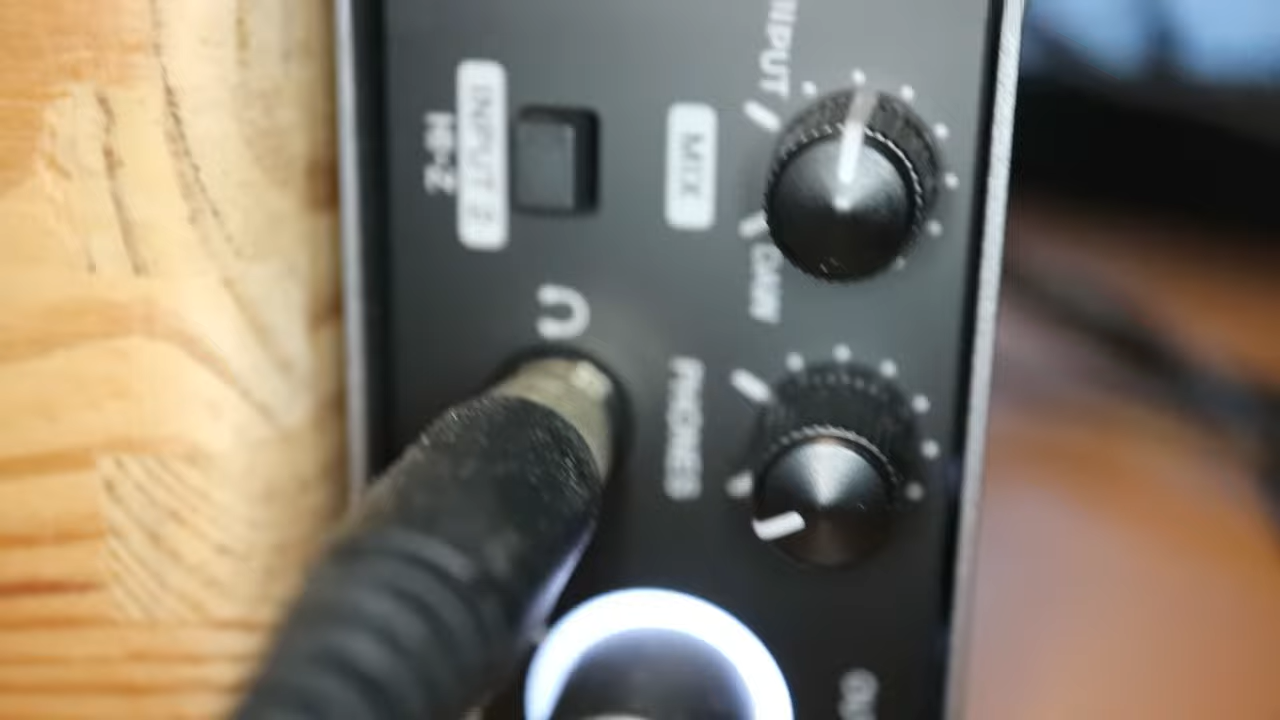 INPUT 2
HI-Z
MIX
INPUT
DAW
PHONES